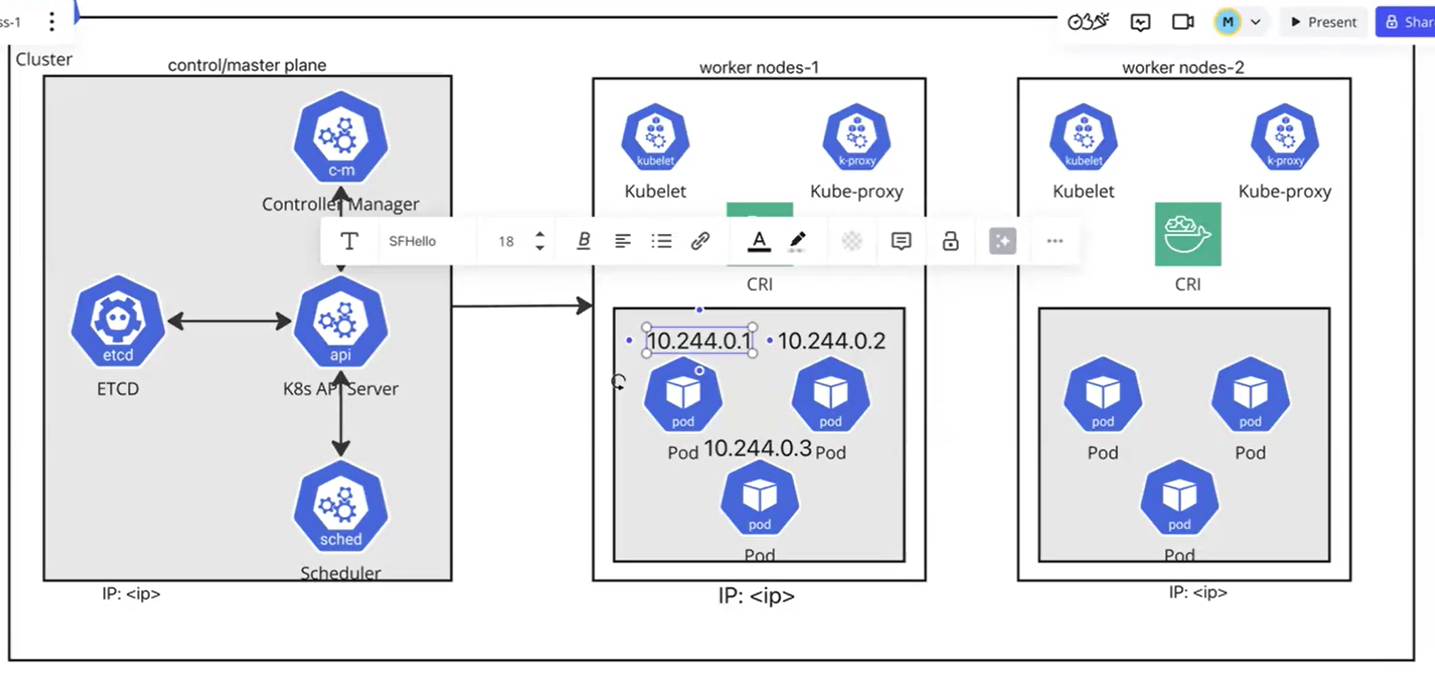 ss-1
M
Present
Shar
Cluster
control/master plane
c-m
Controller Manager
etcd
ETCD
api
K8s API Server
sched
Scheduler
IP: <ip>
T
SFHello
18
B
A
worker nodes-1
kubelet
Kubelet
k-proxy
Kube-proxy
CRI
10.244.0.1
10.244.0.2
pod
pod
Pod
10.244.0.3
Pod
pod
Pod
IP: <ip>
worker nodes-2
kubelet
Kubelet
k-proxy
Kube-proxy
CRI
pod
pod
Pod
Pod
pod
Pod
IP: <ip>